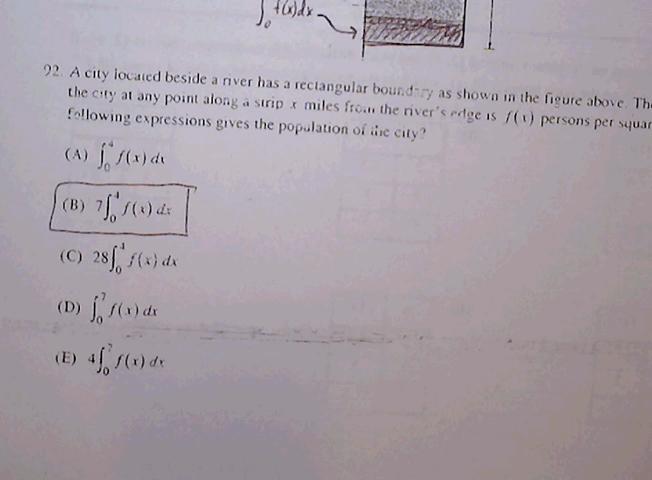 ∫₀ f(x)dx
92. A city located beside a river has a rectangular boundary as shown in the figure above. The
the city at any point along a strip x miles from the river's edge is f(x) persons per squar
following expressions gives the population of the city?
(A) ∫₀⁴ f(x) dx
(B) 7∫₀⁴ f(x) dx
(C) 28∫₀⁴ f(x) dx
(D) ∫₀⁷ f(x) dx
(E) 4∫₀⁷ f(x) dx